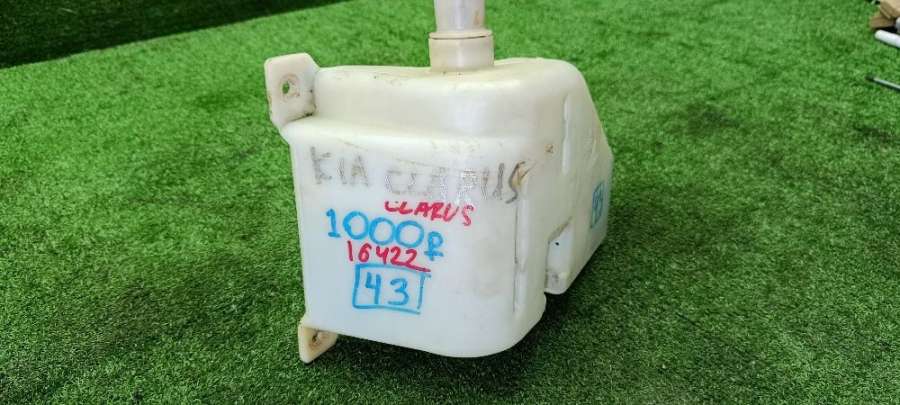 KIA CLARUS
CLARUS
1000₽
16422
43